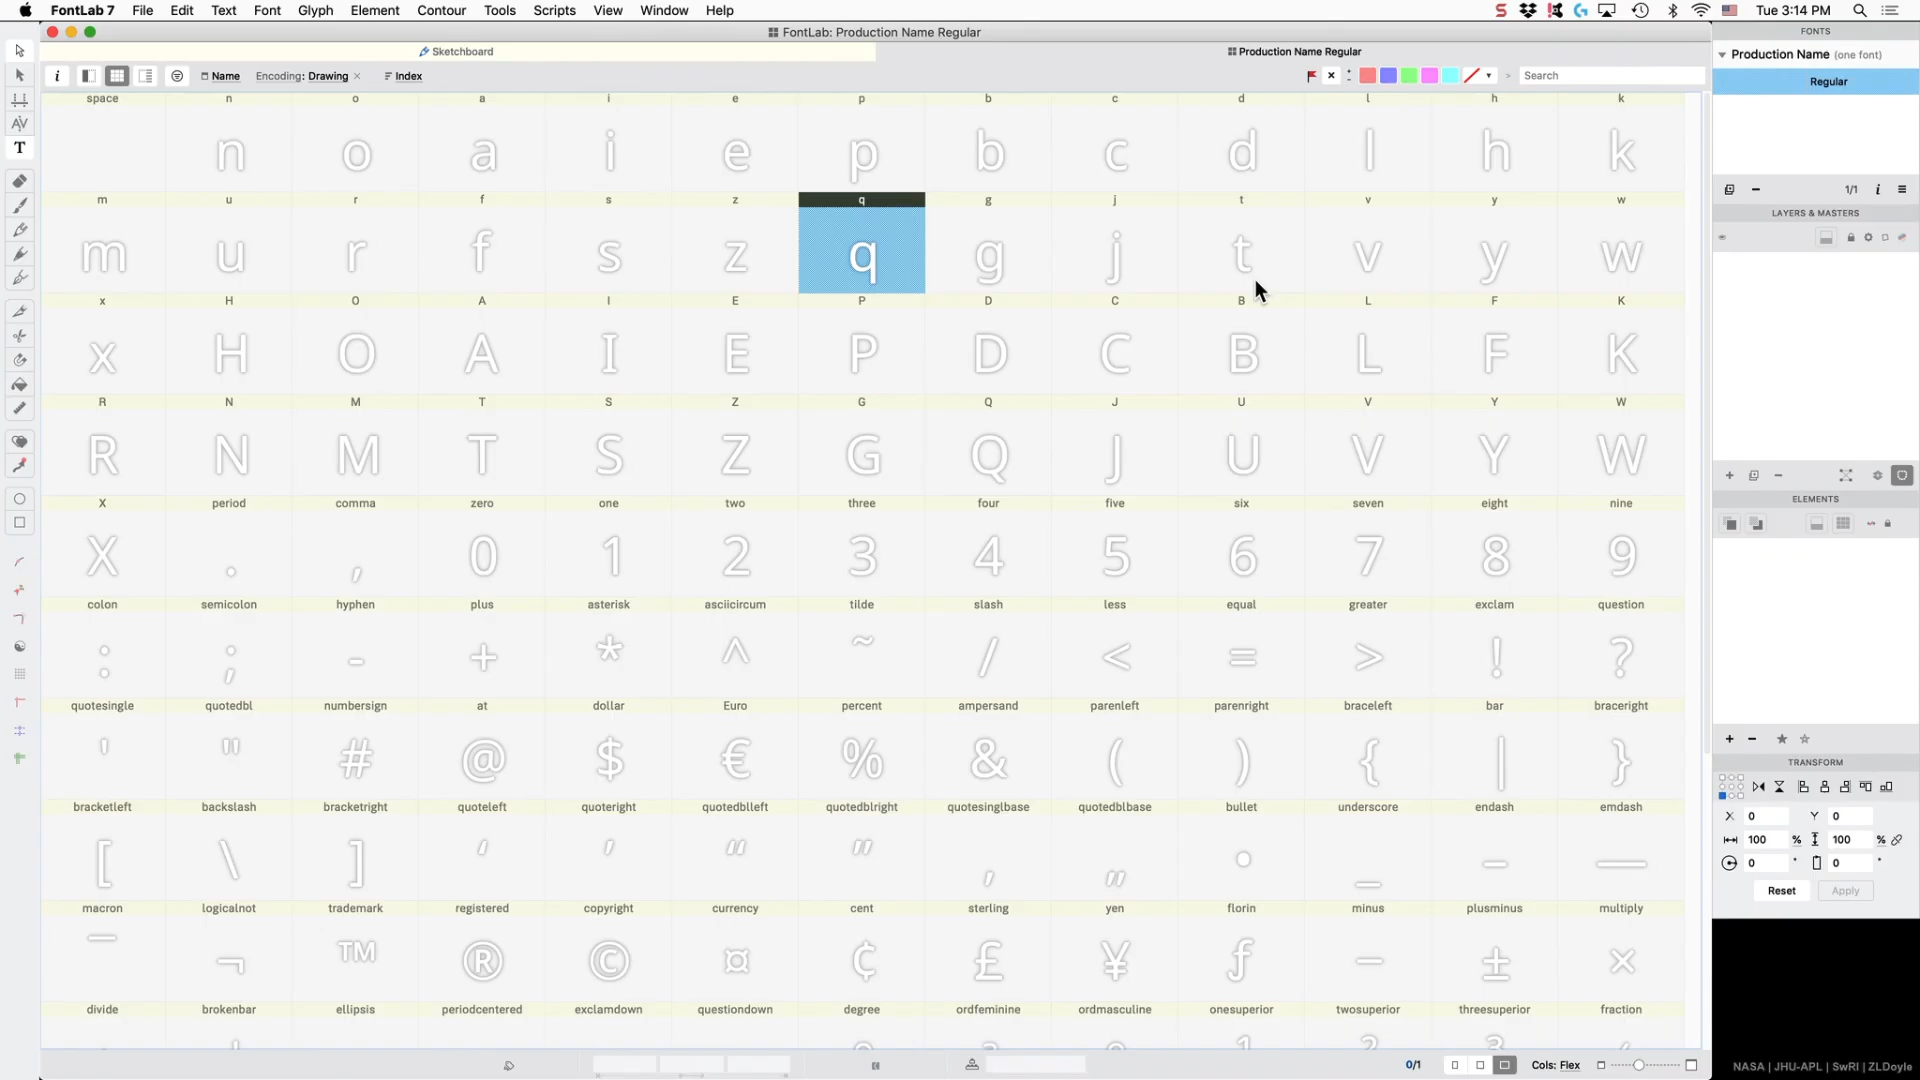 FontLab 7 File Edit Text Font Glyph Element Contour Tools Scripts View Window Help Tue 3:14 PM
FontLab: Production Name Regular
FONTS
Sketchboard Production Name Regular
Production Name (one font)
Regular
i Name Encoding: Drawing × Index Search
space n o a i e p b c d l h k
n o a i e p b c d l h k
m u r f s z q g j t v y w
m u r f s z q g j t v y w
x H O A I E P D C B L F K
x H O A I E P D C B L F K
R N M T S Z G Q J U V Y W
R N M T S Z G Q J U V Y W
X period comma zero one two three four five six seven eight nine
X . , 0 1 2 3 4 5 6 7 8 9
colon semicolon hyphen plus asterisk asciicircum tilde slash less equal greater exclam question
: ; - + * ^ ~ / < = > ! ?
quotesingle quotedbl numbersign at dollar Euro percent ampersand parenleft parenright braceleft bar braceright
' " # @ $ € % & ( ) { | }
bracketleft backslash bracketright quoteleft quoteright quotedblleft quotedblright quotesinglbase quotedblbase bullet underscore endash emdash
[ \ ] ‘ ’ “ ” ‚ „ • _ – —
macron logicalnot trademark registered copyright currency cent sterling yen florin minus plusminus multiply
¯ ¬ ™ ® © ¤ ¢ £ ¥ ƒ − ± ×
divide brokenbar ellipsis periodcentered exclamdown questiondown degree ordfeminine ordmasculine onesuperior twosuperior threesuperior fraction
0/1 Cols: Flex
1/1 i
LAYERS & MASTERS
ELEMENTS
TRANSFORM
X 0 Y 0
100 % 100 %
0 ° 0 °
Reset Apply
NASA | JHU-APL | SwRI | ZLDoyle